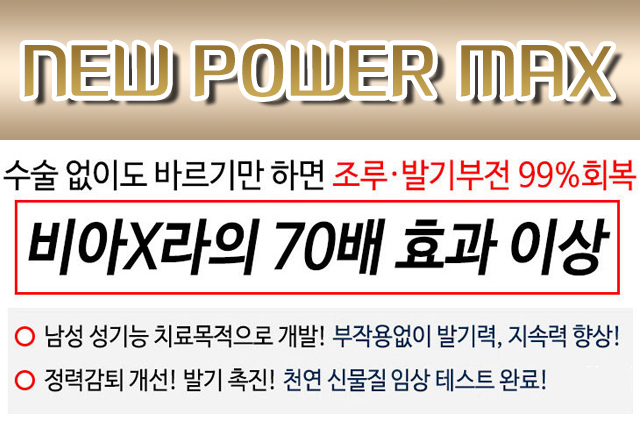 NEW POWER MAX
수술 없이도 바르기만 하면 조루·발기부전 99%회복
비아X라의 70배 효과 이상
남성 성기능 치료목적으로 개발! 부작용없이 발기력, 지속력 향상!
정력감퇴 개선! 발기 촉진! 천연 신물질 임상 테스트 완료!